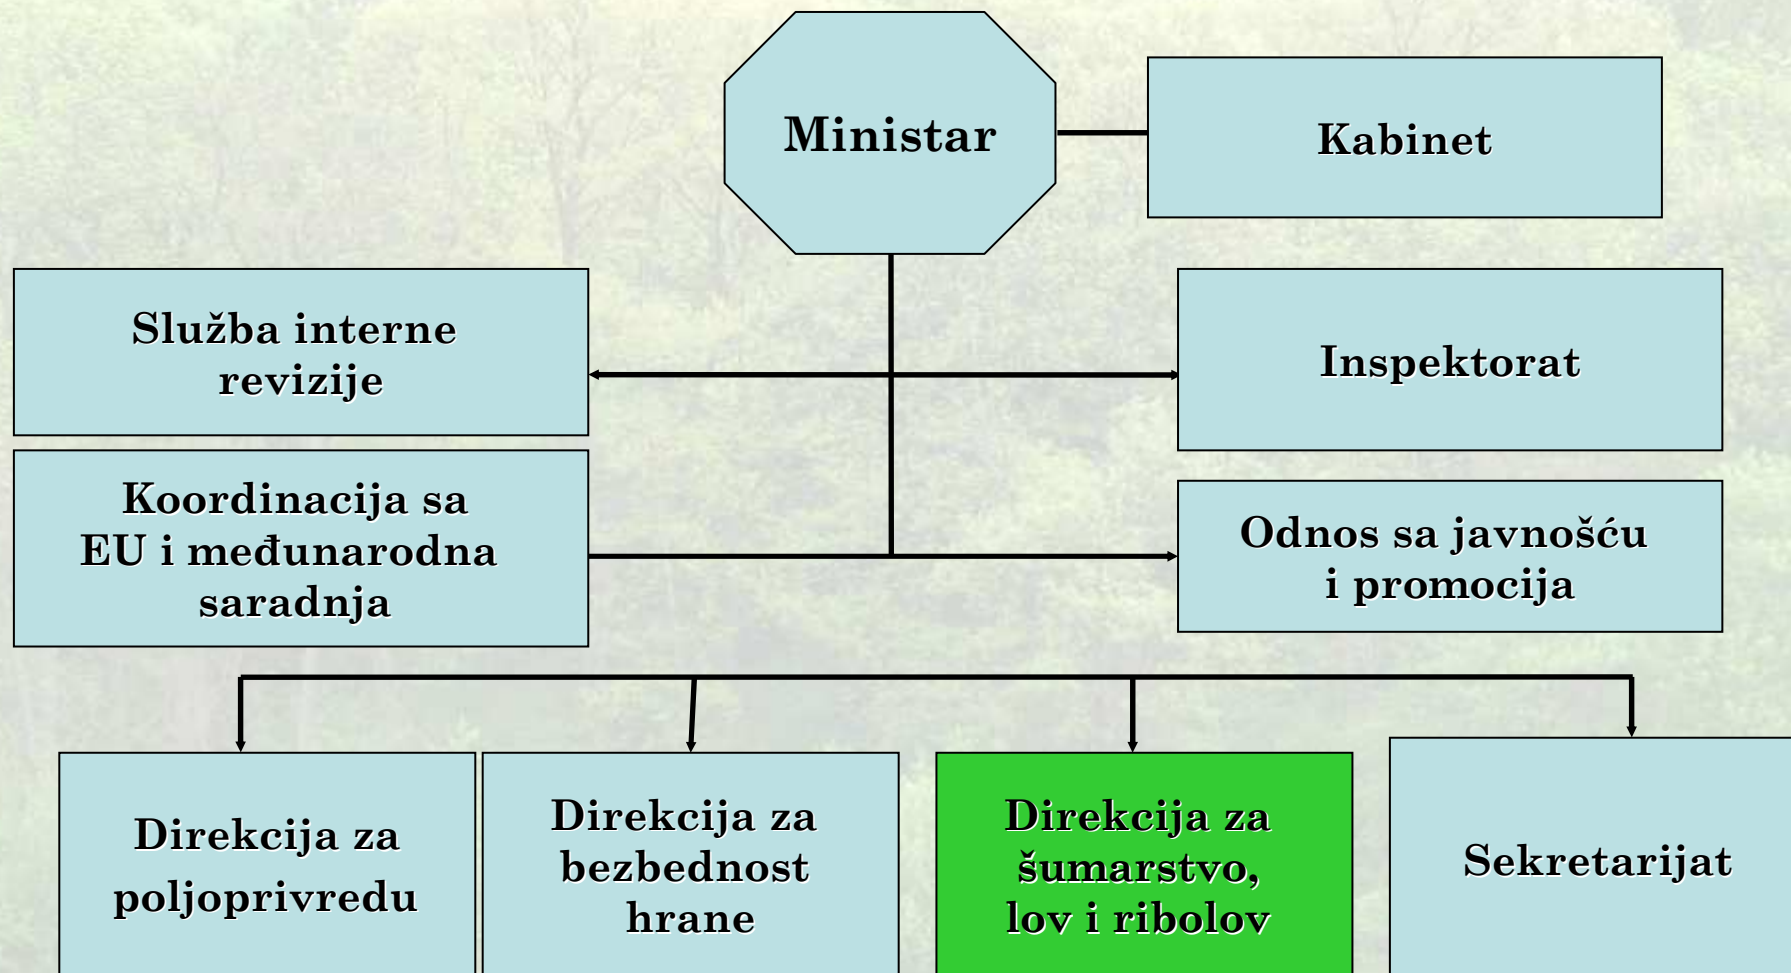 Ministar
Kabinet
Služba interne
revizije
Inspektorat
Koordinacija sa
EU i međunarodna
saradnja
Odnos sa javnošću
i promocija
Direkcija za
poljoprivredu
Direkcija za
bezbednost
hrane
Direkcija za
šumarstvo,
lov i ribolov
Sekretarijat